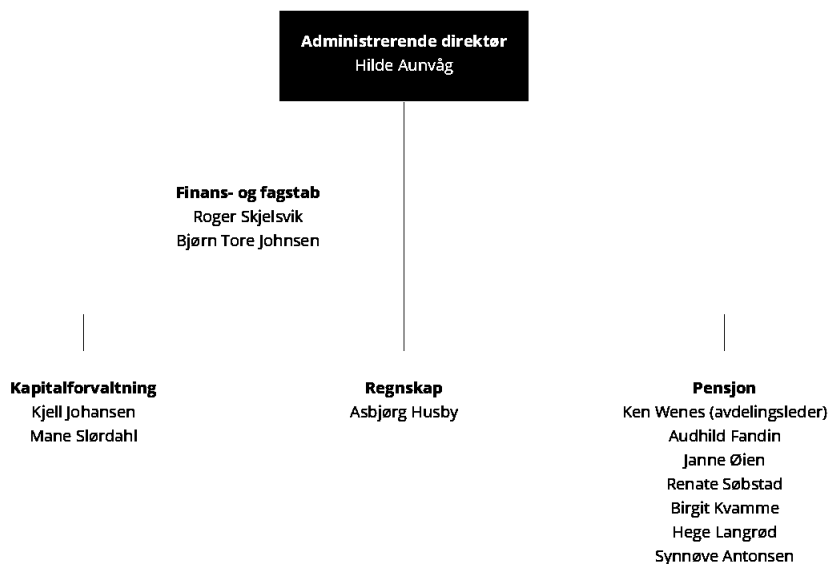 Administrerende direktør
Hilde Aunvåg
Finans- og fagstab
Roger Skjelsvik
Bjørn Tore Johnsen
Kapitalforvaltning
Kjell Johansen
Mane Slørdahl
Regnskap
Asbjørg Husby
Pensjon
Ken Wenes (avdelingsleder)
Audhild Fandin
Janne Øien
Renate Søbstad
Birgit Kvamme
Hege Langrød
Synnøve Antonsen